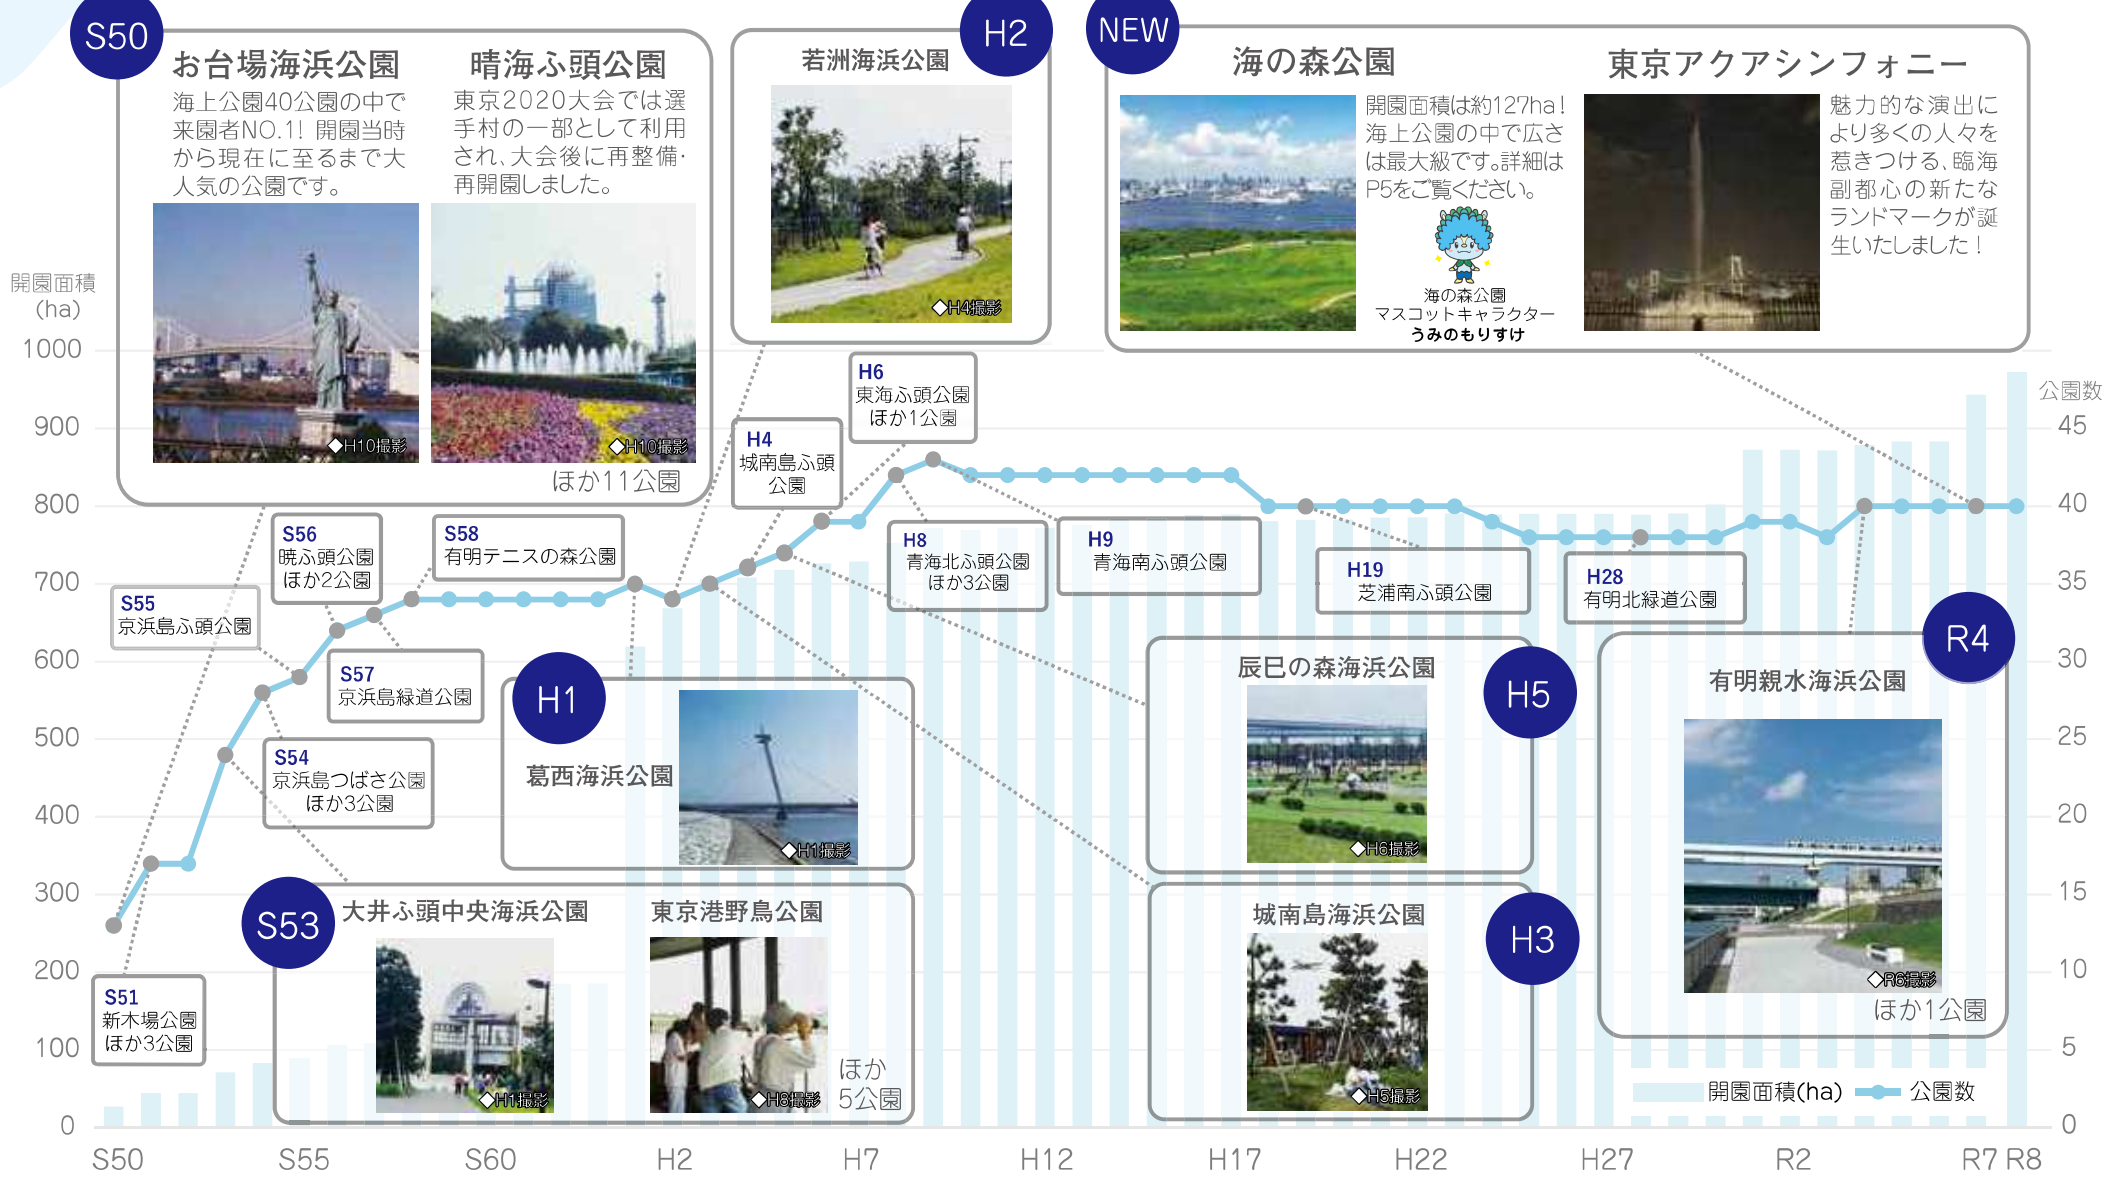 S50
お台場海浜公園
海上公園40公園の中で
来園者NO.1! 開園当時
から現在に至るまで大
人気の公園です。
◆H10撮影
晴海ふ頭公園
東京2020大会では選
手村の一部として利用
され、大会後に再整備・
再開園しました。
◆H10撮影
ほか11公園
H2
若洲海浜公園
◆H4撮影
NEW
海の森公園
開園面積は約127ha!
海上公園の中で広さ
は最大級です。詳細は
P5をご覧ください。
海の森公園
マスコットキャラクター
うみのもりすけ
東京アクアシンフォニー
魅力的な演出に
より多くの人々を
惹きつける、臨海
副都心の新たな
ランドマークが誕
生いたしました!
開園面積
(ha)
1000
900
800
700
600
500
400
300
200
100
0
公園数
45
40
35
30
25
20
15
10
5
0
H6
東海ふ頭公園
ほか1公園
H4
城南島ふ頭
公園
S56
暁ふ頭公園
ほか2公園
S58
有明テニスの森公園
S55
京浜島ふ頭公園
S57
京浜島緑道公園
S54
京浜島つばさ公園
ほか3公園
S51
新木場公園
ほか3公園
H8
青海北ふ頭公園
ほか3公園
H9
青海南ふ頭公園
H19
芝浦南ふ頭公園
H28
有明北緑道公園
H1
葛西海浜公園
◆H1撮影
S53
大井ふ頭中央海浜公園
◆H1撮影
東京港野鳥公園
◆H8撮影
ほか
5公園
H5
辰巳の森海浜公園
◆H6撮影
H3
城南島海浜公園
◆H5撮影
R4
有明親水海浜公園
◆R6撮影
ほか1公園
開園面積(ha) 公園数
S50 S55 S60 H2 H7 H12 H17 H22 H27 R2 R7 R8